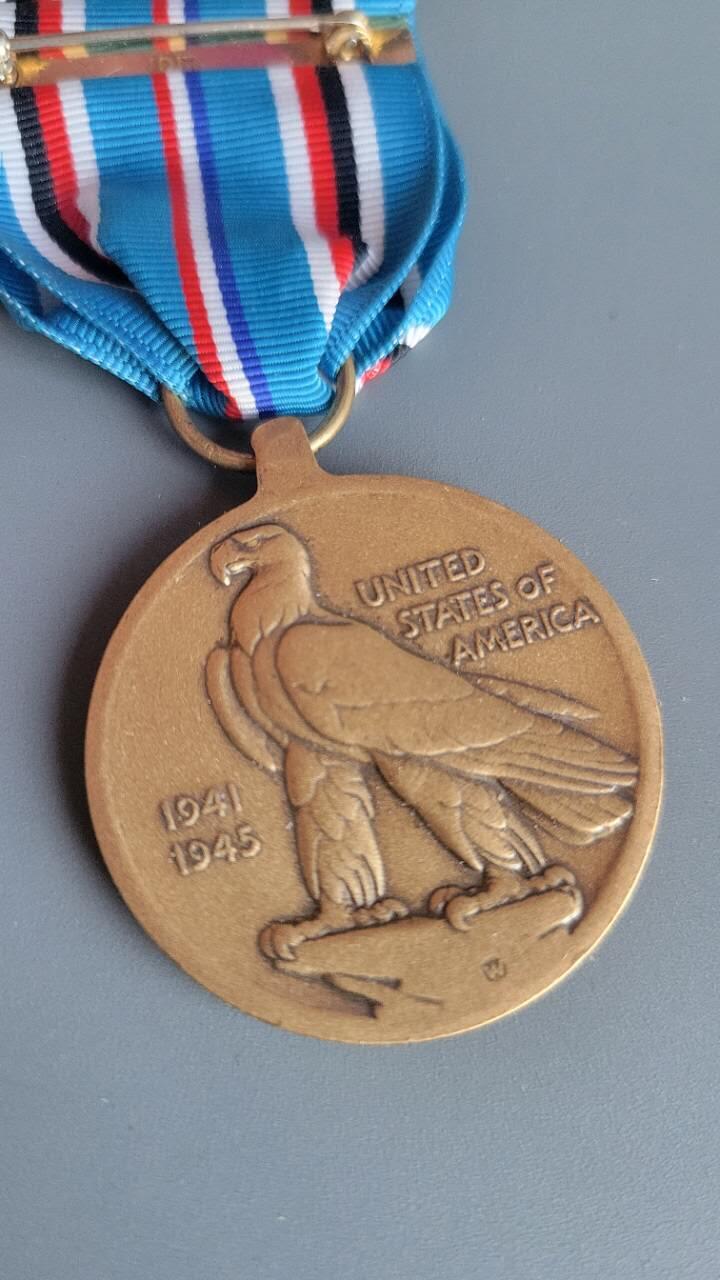 UNITED
STATES OF
AMERICA
1941
1945
W